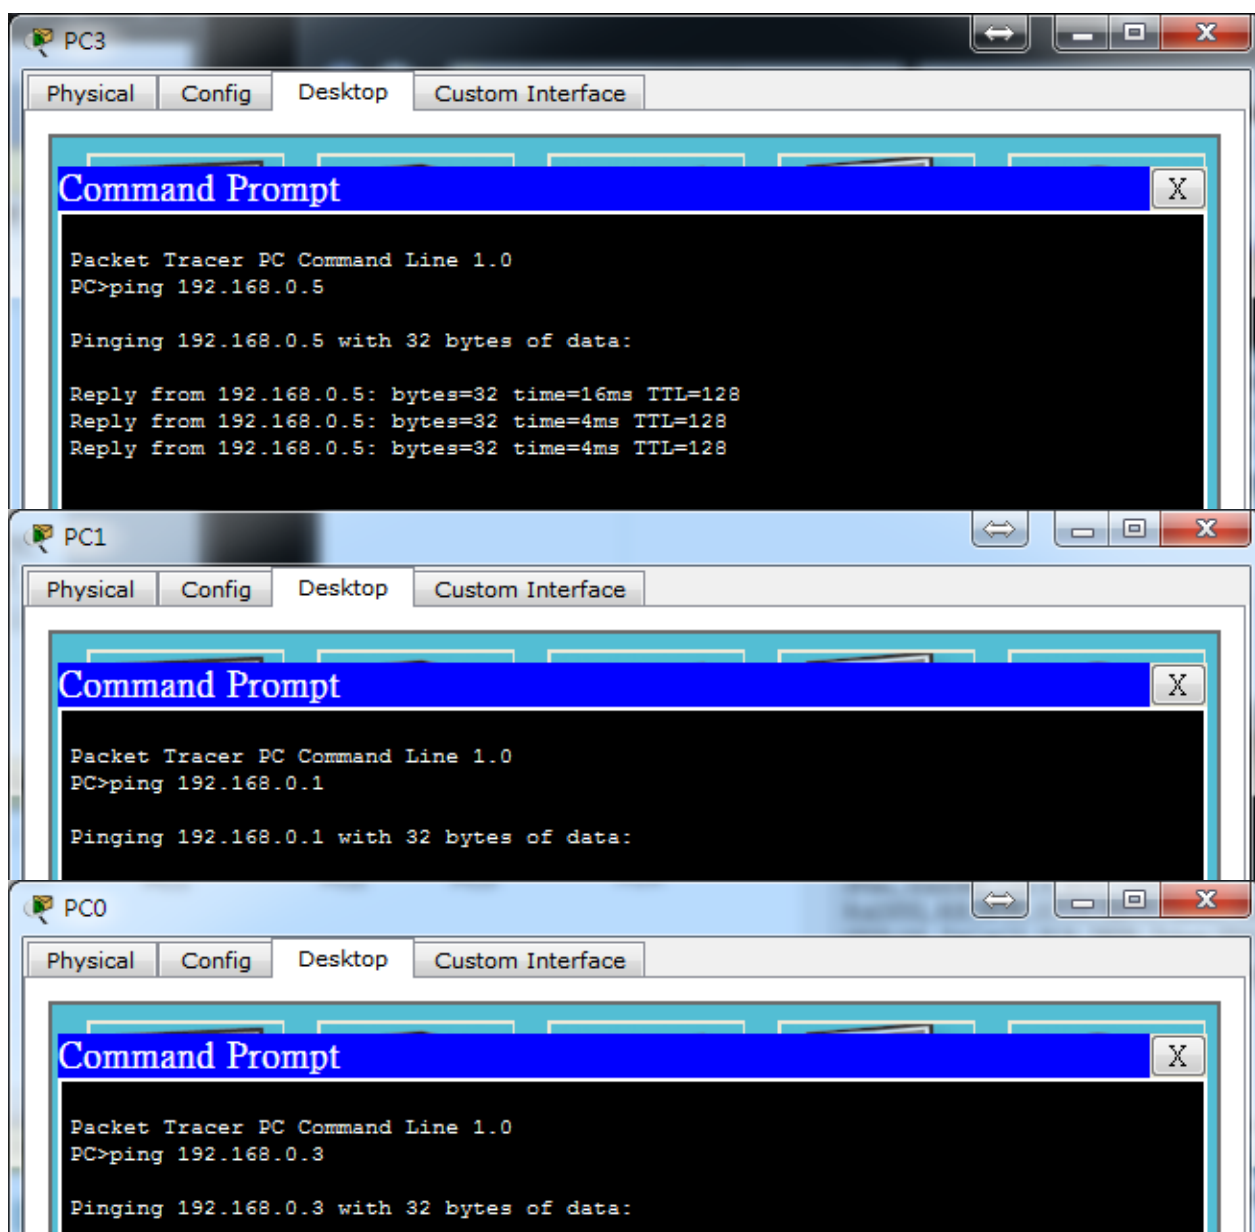 PC3
X
Physical Config Desktop Custom Interface
Command Prompt X
Packet Tracer PC Command Line 1.0
PC>ping 192.168.0.5
Pinging 192.168.0.5 with 32 bytes of data:
Reply from 192.168.0.5: bytes=32 time=16ms TTL=128
Reply from 192.168.0.5: bytes=32 time=4ms TTL=128
Reply from 192.168.0.5: bytes=32 time=4ms TTL=128
PC1
X
Physical Config Desktop Custom Interface
Command Prompt X
Packet Tracer PC Command Line 1.0
PC>ping 192.168.0.1
Pinging 192.168.0.1 with 32 bytes of data:
PC0
X
Physical Config Desktop Custom Interface
Command Prompt X
Packet Tracer PC Command Line 1.0
PC>ping 192.168.0.3
Pinging 192.168.0.3 with 32 bytes of data: